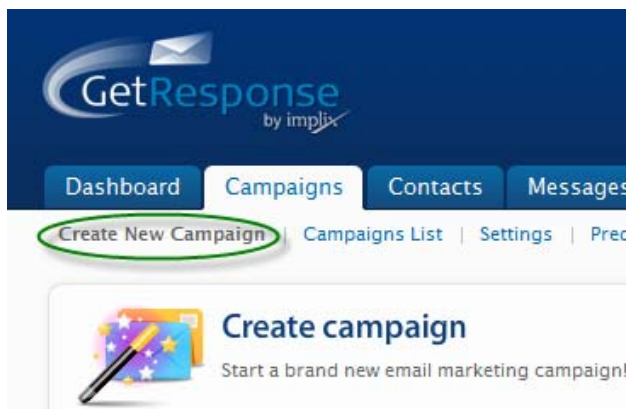 GetResponse
by implix
Dashboard Campaigns Contacts Messages
Create New Campaign | Campaigns List | Settings |
Create campaign
Start a brand new email marketing campaign!